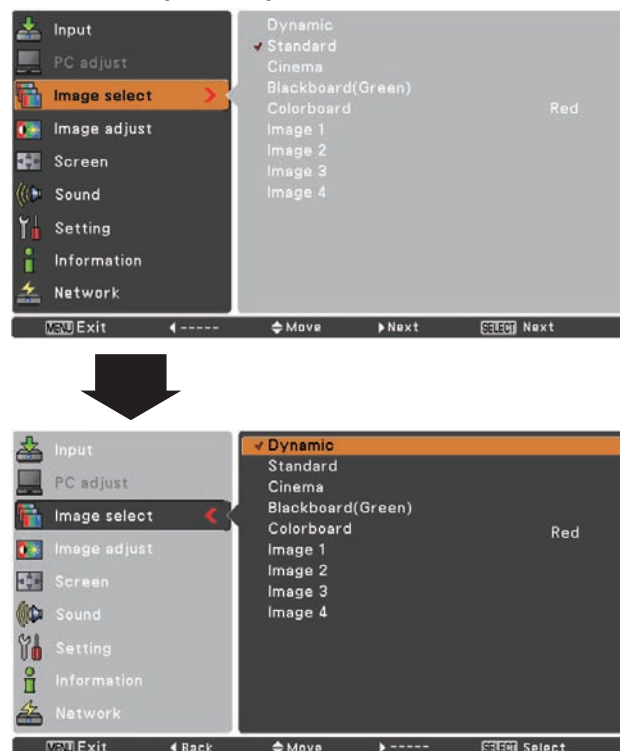 Input
PC adjust
Image select
Image adjust
Screen
Sound
Setting
Information
Network
Dynamic
Standard
Cinema
Blackboard(Green)
Colorboard Red
Image 1
Image 2
Image 3
Image 4
MENU Exit ----- Move Next SELECT Next
Input
PC adjust
Image select
Image adjust
Screen
Sound
Setting
Information
Network
Dynamic
Standard
Cinema
Blackboard(Green)
Colorboard Red
Image 1
Image 2
Image 3
Image 4
MENU Exit Back Move ----- SELECT Select